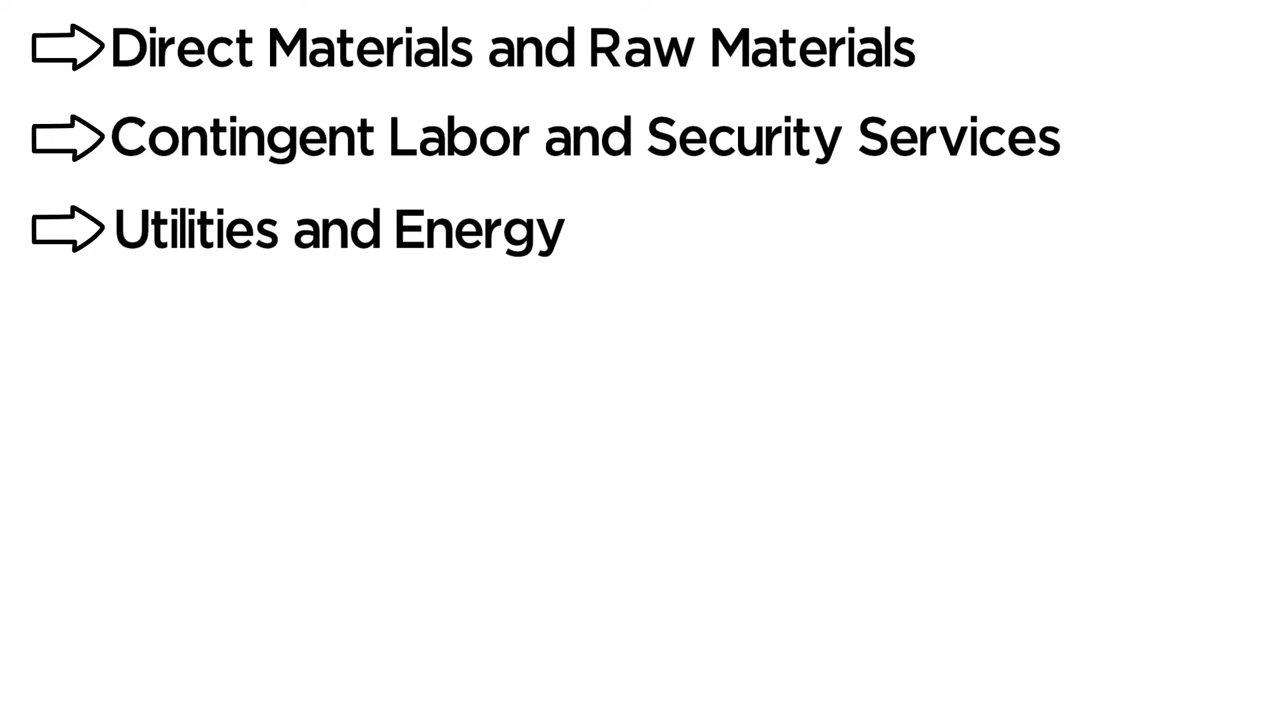 Direct Materials and Raw Materials
Contingent Labor and Security Services
Utilities and Energy